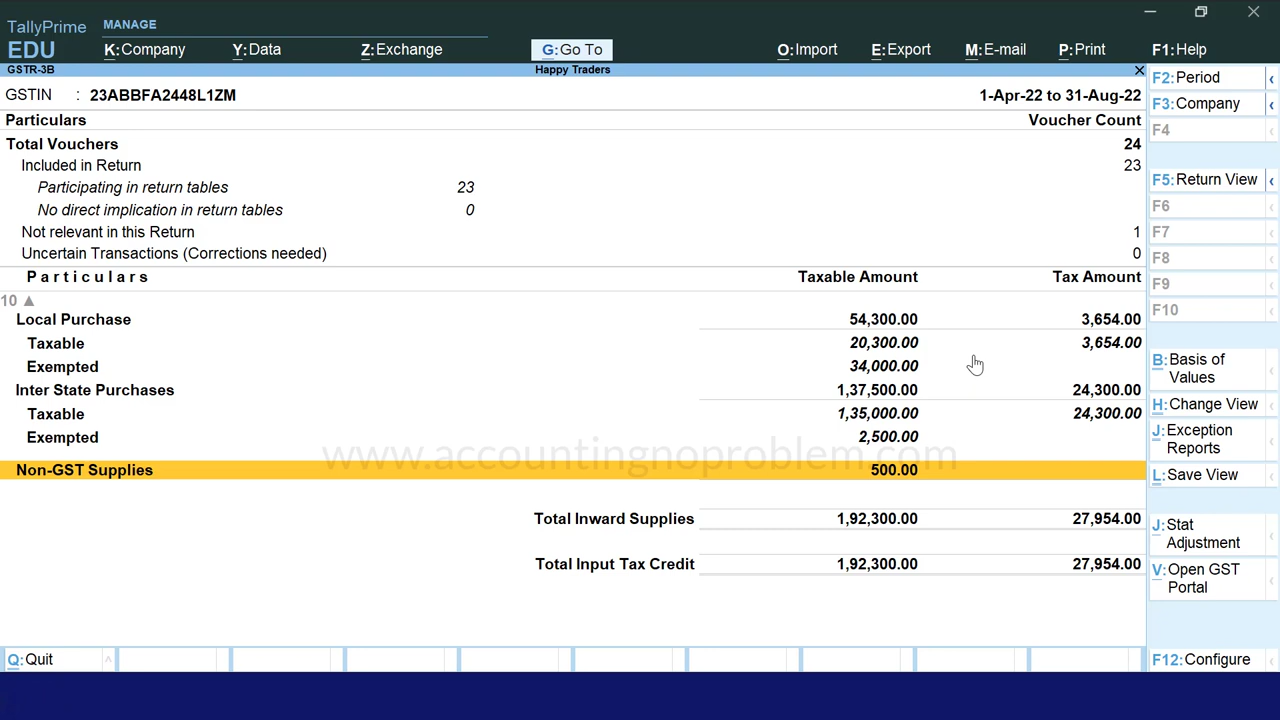 TallyPrime MANAGE
EDU K:Company Y:Data Z:Exchange G:Go To O:Import E:Export M:E-mail P:Print F1:Help
GSTR-3B Happy Traders
GSTIN : 23ABBFA2448L1ZM 1-Apr-22 to 31-Aug-22
Particulars Voucher Count
Total Vouchers 24
Included in Return 23
Participating in return tables 23
No direct implication in return tables 0
Not relevant in this Return 1
Uncertain Transactions (Corrections needed) 0
Particulars Taxable Amount Tax Amount
10 ▲
Local Purchase 54,300.00 3,654.00
Taxable 20,300.00 3,654.00
Exempted 34,000.00
Inter State Purchases 1,37,500.00 24,300.00
Taxable 1,35,000.00 24,300.00
Exempted 2,500.00
www.accountingnoproblem.com
Non-GST Supplies 500.00
Total Inward Supplies 1,92,300.00 27,954.00
Total Input Tax Credit 1,92,300.00 27,954.00
F2:Period
F3:Company
F4
F5:Return View
F6
F7
F8
F9
F10
B:Basis of
Values
H:Change View
J:Exception
Reports
L:Save View
J:Stat
Adjustment
V:Open GST
Portal
Q:Quit F12:Configure